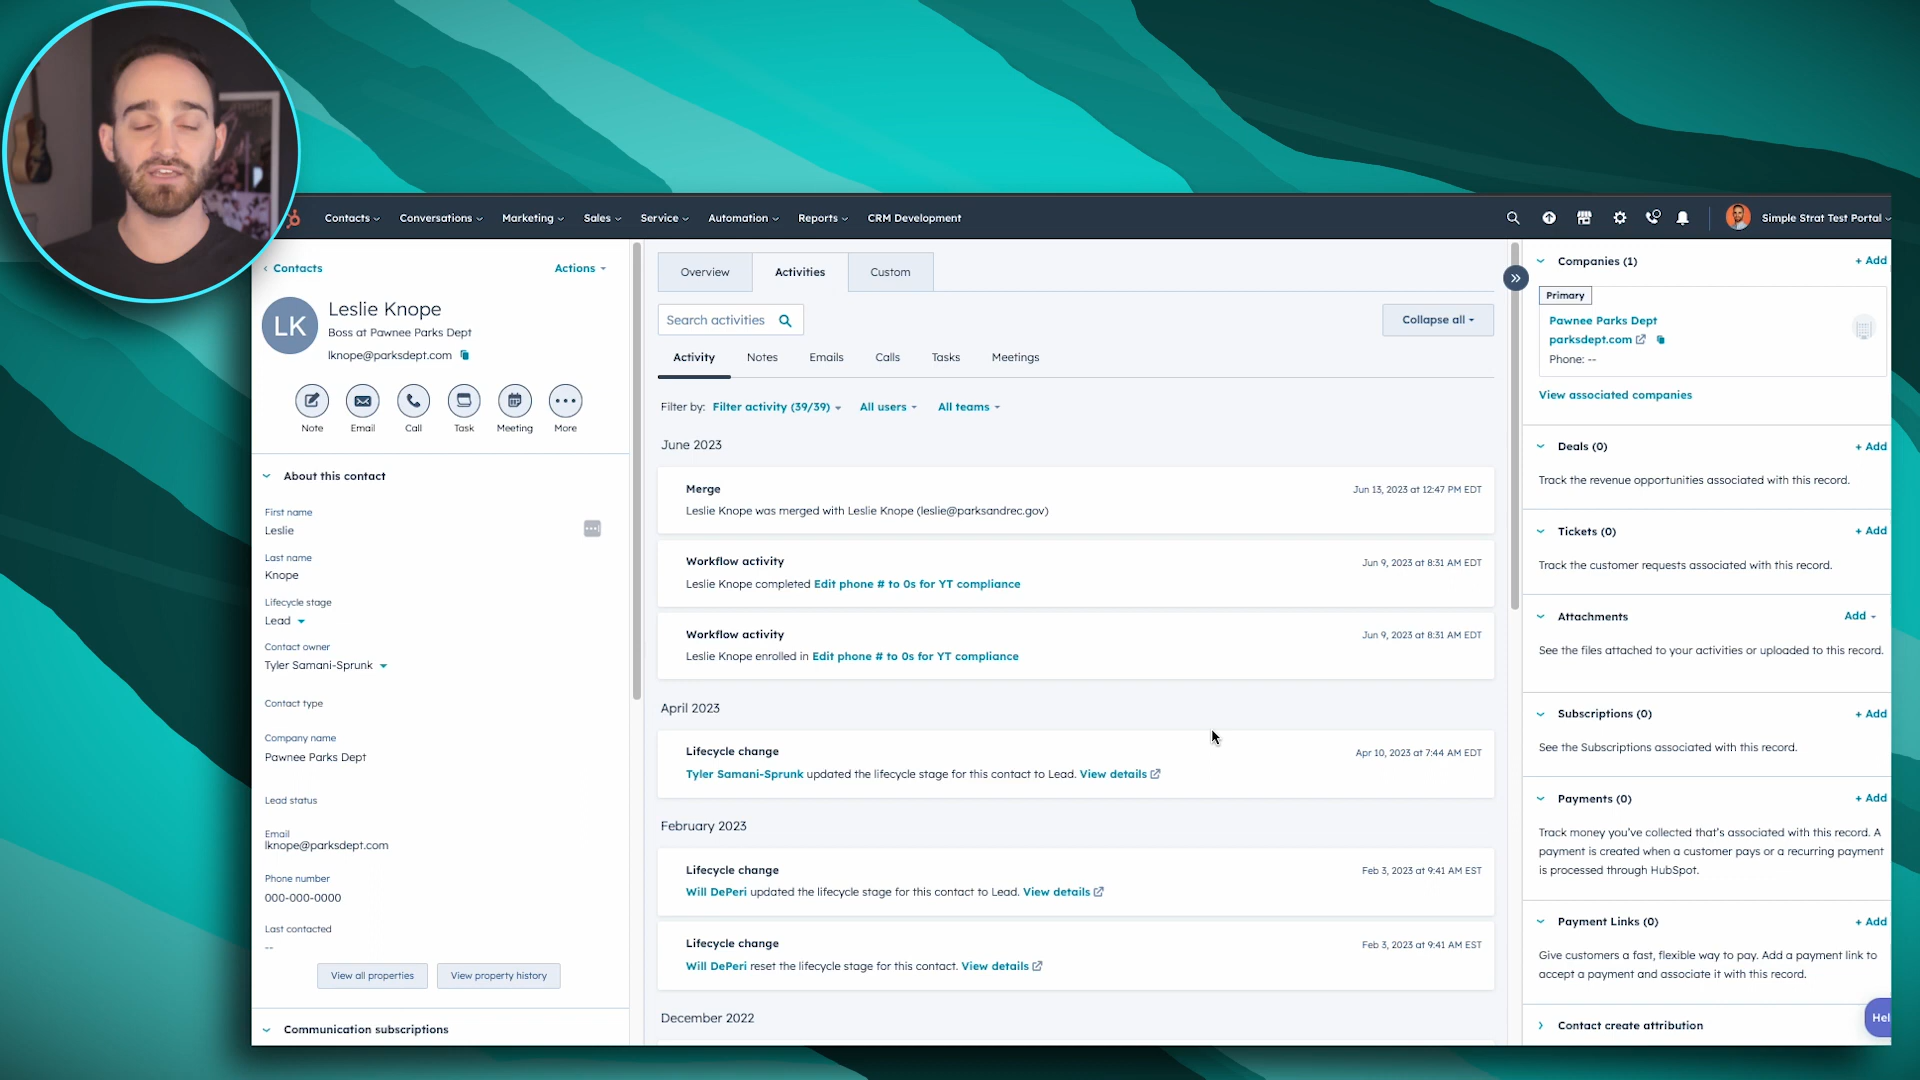 Contacts
Conversations
Marketing
Sales
Service
Automation
Reports
CRM Development
Simple Strat Test Portal
Contacts
Actions
LK
Leslie Knope
Boss at Pawnee Parks Dept
lknope@parksdept.com
Note
Email
Call
Task
Meeting
More
About this contact
First name
Leslie
Last name
Knope
Lifecycle stage
Lead
Contact owner
Tyler Samani-Sprunk
Contact type
Company name
Pawnee Parks Dept
Lead status
Email
lknope@parksdept.com
Phone number
000-000-0000
Last contacted
--
View all properties
View property history
Communication subscriptions
Overview
Activities
Custom
Search activities
Collapse all
Activity
Notes
Emails
Calls
Tasks
Meetings
Filter by: Filter activity (39/39) All users All teams
June 2023
Merge
Jun 13, 2023 at 12:47 PM EDT
Leslie Knope was merged with Leslie Knope (leslie@parksandrec.gov)
Workflow activity
Jun 9, 2023 at 8:31 AM EDT
Leslie Knope completed Edit phone # to 0s for YT compliance
Workflow activity
Jun 9, 2023 at 8:31 AM EDT
Leslie Knope enrolled in Edit phone # to 0s for YT compliance
April 2023
Lifecycle change
Apr 10, 2023 at 7:44 AM EDT
Tyler Samani-Sprunk updated the lifecycle stage for this contact to Lead. View details
February 2023
Lifecycle change
Feb 3, 2023 at 9:41 AM EST
Will DePeri updated the lifecycle stage for this contact to Lead. View details
Lifecycle change
Feb 3, 2023 at 9:41 AM EST
Will DePeri reset the lifecycle stage for this contact. View details
December 2022
Companies (1)
+ Add
Primary
Pawnee Parks Dept
parksdept.com
Phone: --
View associated companies
Deals (0)
+ Add
Track the revenue opportunities associated with this record.
Tickets (0)
+ Add
Track the customer requests associated with this record.
Attachments
Add
See the files attached to your activities or uploaded to this record.
Subscriptions (0)
+ Add
See the Subscriptions associated with this record.
Payments (0)
+ Add
Track money you've collected that's associated with this record. A
payment is created when a customer pays or a recurring payment
is processed through HubSpot.
Payment Links (0)
+ Add
Give customers a fast, flexible way to pay. Add a payment link to
accept a payment and associate it with this record.
Contact create attribution
Hel